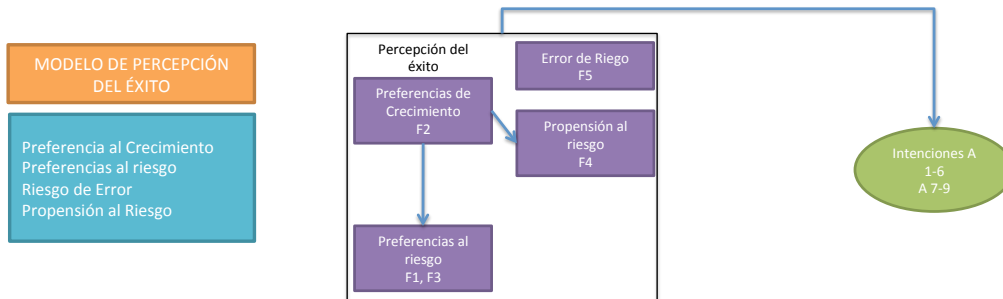 MODELO DE PERCEPCIÓN
DEL ÉXITO
Preferencia al Crecimiento
Preferencias al riesgo
Riesgo de Error
Propensión al Riesgo
Percepción del
éxito
Preferencias de
Crecimiento
F2
Error de Riego
F5
Propensión al
riesgo
F4
Preferencias al
riesgo
F1, F3
Intenciones A
1-6
A 7-9